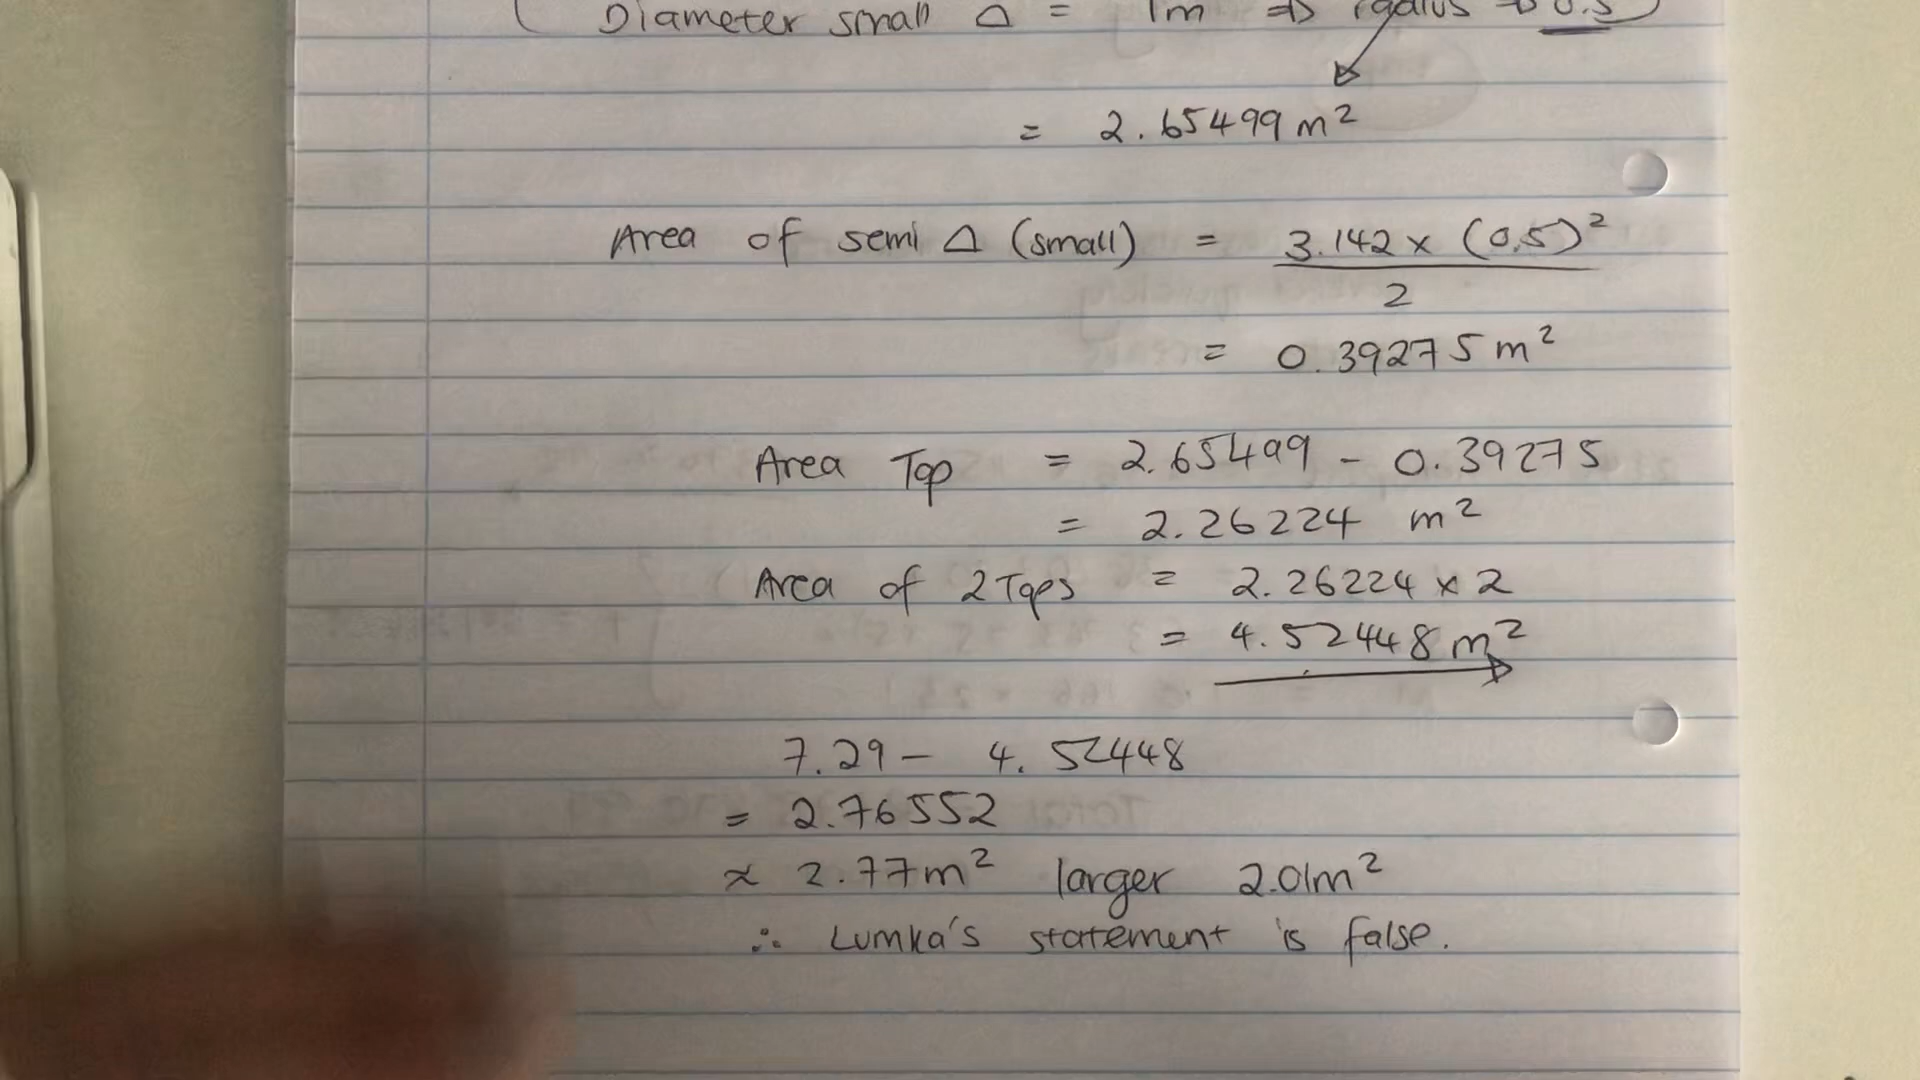 ( Diameter small △ = 1m ⇒ radius ⇒ 0.5 )
= 2.65499 m²
Area of semi △ (small) = 3.142 x (0.5)²
2
= 0.39275 m²
Area Top = 2.65499 - 0.39275
= 2.26224 m²
Area of 2 Tops = 2.26224 x 2
= 4.52448 m²
7.29 - 4.52448
= 2.76552
≈ 2.77m² larger 2.01m²
∴ Lumka's statement is false.